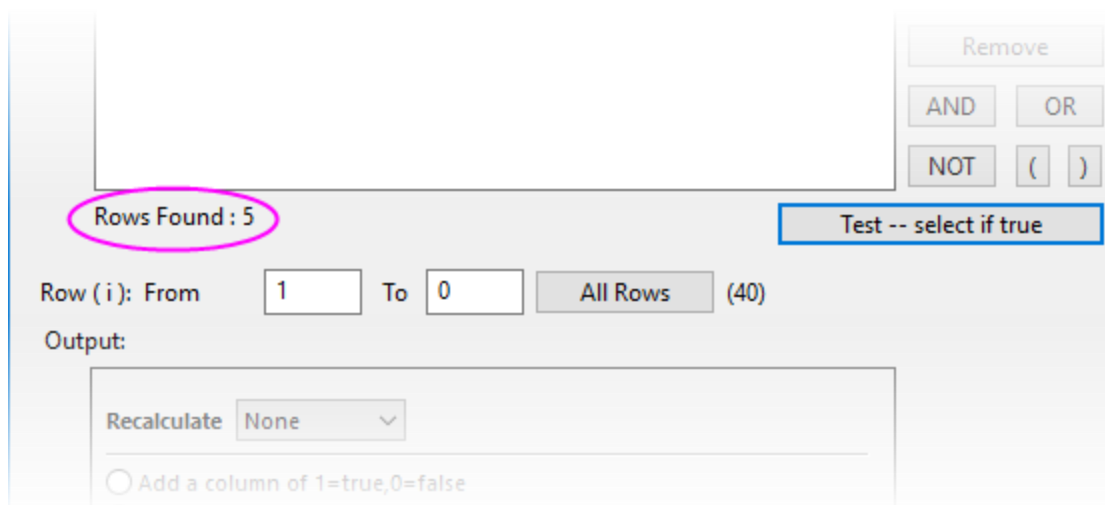 Remove
AND OR
NOT ( )
Rows Found : 5
Test -- select if true
Row ( i ): From 1 To 0 All Rows (40)
Output:
Recalculate None
Add a column of 1=true,0=false